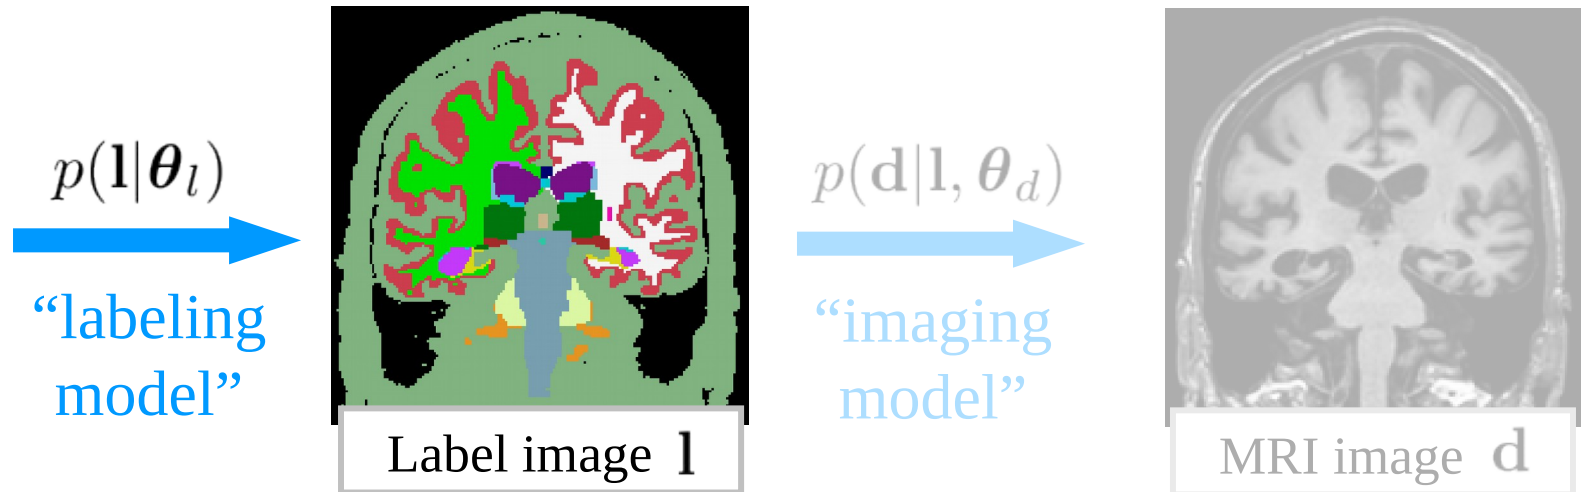 p(l|θ_l)
“labeling
model”
Label image l
p(d|l, θ_d)
“imaging
model”
MRI image d